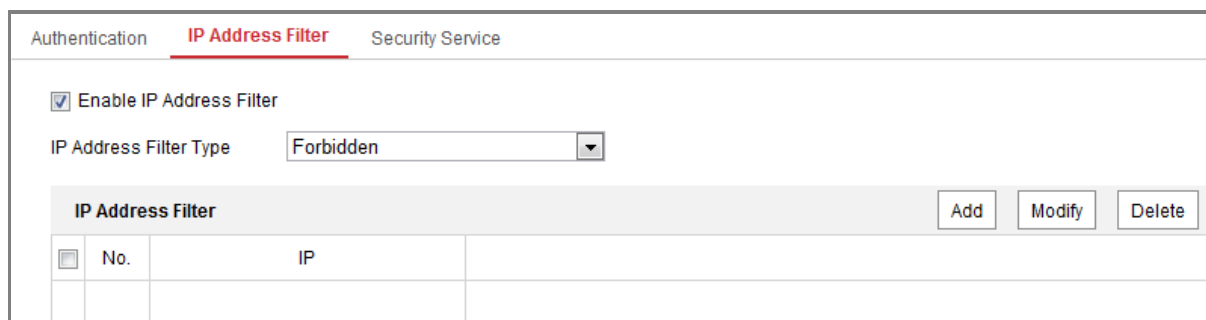 Authentication IP Address Filter Security Service
Enable IP Address Filter
IP Address Filter Type Forbidden
IP Address Filter Add Modify Delete
No. IP